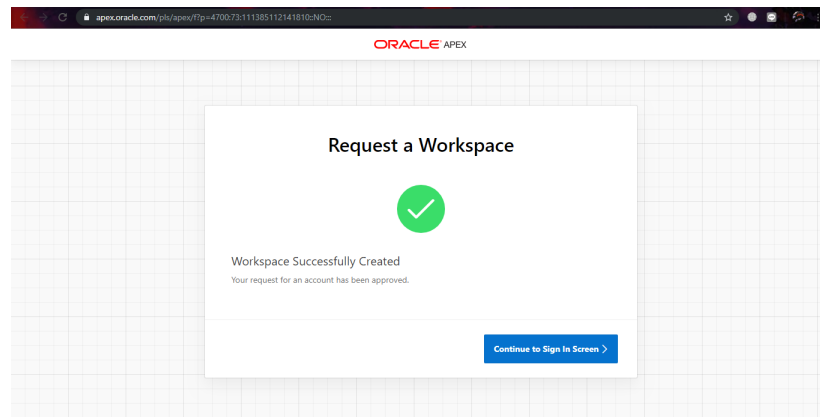 apex.oracle.com/pls/apex/f?p=4700:73:111385112141810::NO:::
ORACLE APEX
Request a Workspace
Workspace Successfully Created
Your request for an account has been approved.
Continue to Sign In Screen